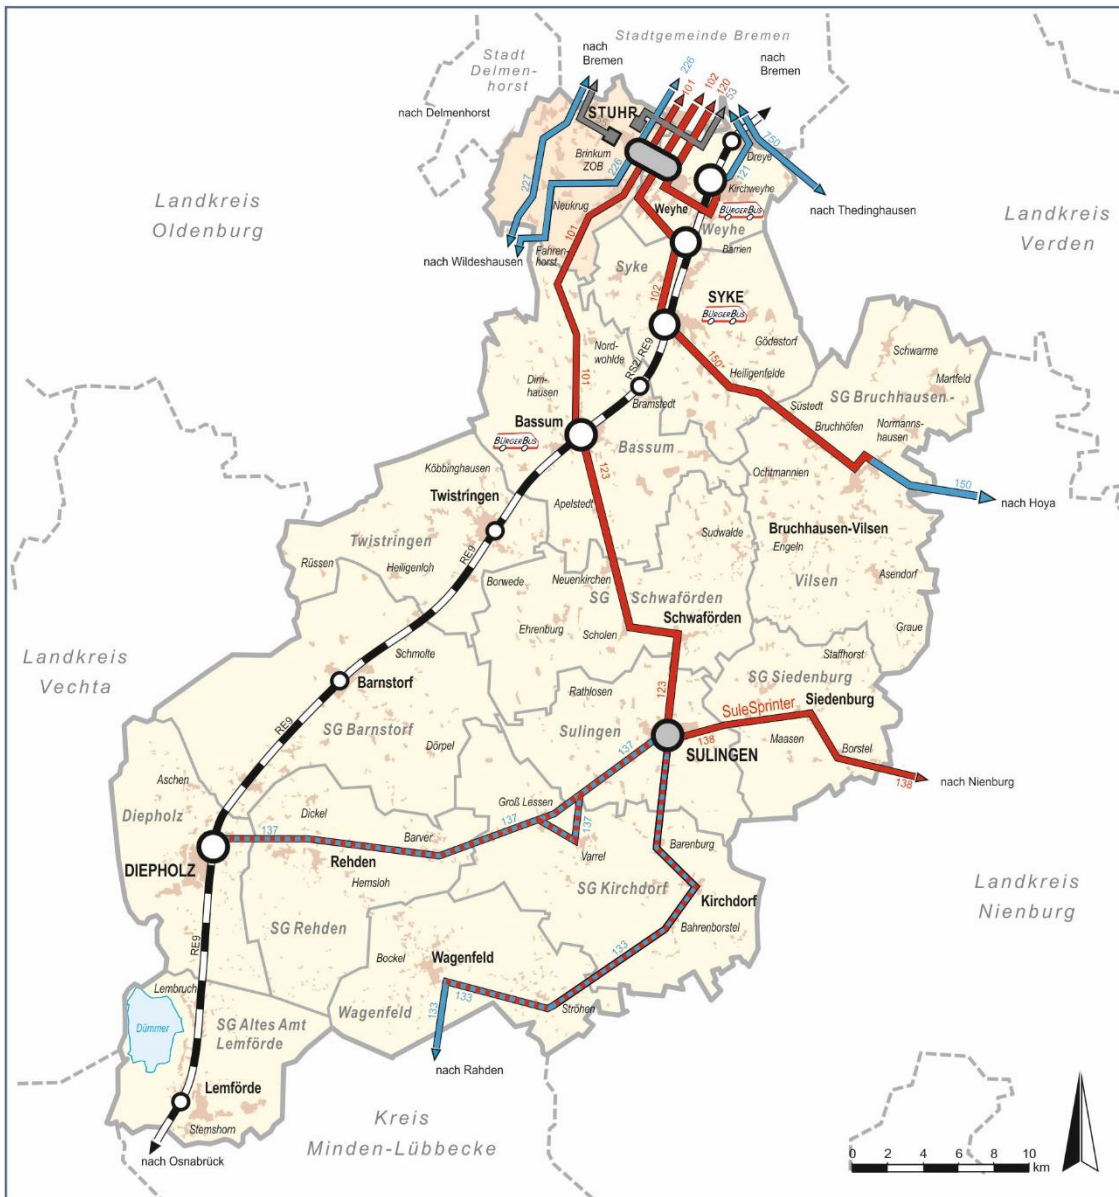 Stadtgemeinde Bremen
nach
Bremen
Stadt
Delmen-
horst
226
101
102
120
53
nach
Bremen
nach Delmenhorst
STUHR
750
Dreye
Brinkum
ZOB
121
227
226
Kirchweyhe
Landkreis
Oldenburg
Neukrug
Weyhe
BÜRGERBUS
nach Thedinghausen
Landkreis
Verden
101
Weyhe
nach Wildeshausen
Fahren-
horst
Barrien
Syke
102
SYKE
BÜRGERBUS
Nord-
wohlde
RS2/RE9
150*
Gödestorf
Schwarme
Heiligenfelde
Martfeld
Dimhausen
101
SG Bruchhausen -
Bramstedt
Süstedt
Bruchhöfen
Normanns-
hausen
Bassum
BÜRGERBUS
Bassum
123
Köbbinghausen
Ochtmannien
150
nach Hoya
Twistringen
Apelstedt
Bruchhausen-Vilsen
Sudwalde
Engeln
Twistringen
RE9
Rüssen
Heiligenloh
Borwede
Neuenkirchen
Vilsen
Asendorf
SG Schwaförden
Schwaförden
Ehrenburg
Scholen
Graue
Landkreis
Vechta
Schmolte
Staffhorst
Barnstorf
Rathlosen
123
SG Siedenburg
Siedenburg
SuleSprinter
RE9
SG Barnstorf
Sulingen
Dörpel
137
138
SULINGEN
Maasen
Borstel
138
nach Nienburg
Aschen
Diepholz
Dickel
Groß Lessen
137
137
Barver
137
137
Varrel
Barenburg
DIEPHOLZ
Rehden
Hemsloh
SG Kirchdorf
Kirchdorf
Landkreis
Nienburg
SG Rehden
Bahrenborstel
RE9
Bockel
Wagenfeld
133
Lembruch
133
133
Ströhen
Dümmer
SG Altes Amt
Lemförde
Wagenfeld
nach Rahden
Lemförde
Stemshorn
nach Osnabrück
Kreis
Minden-Lübbecke
0 2 4 6 8 10
km